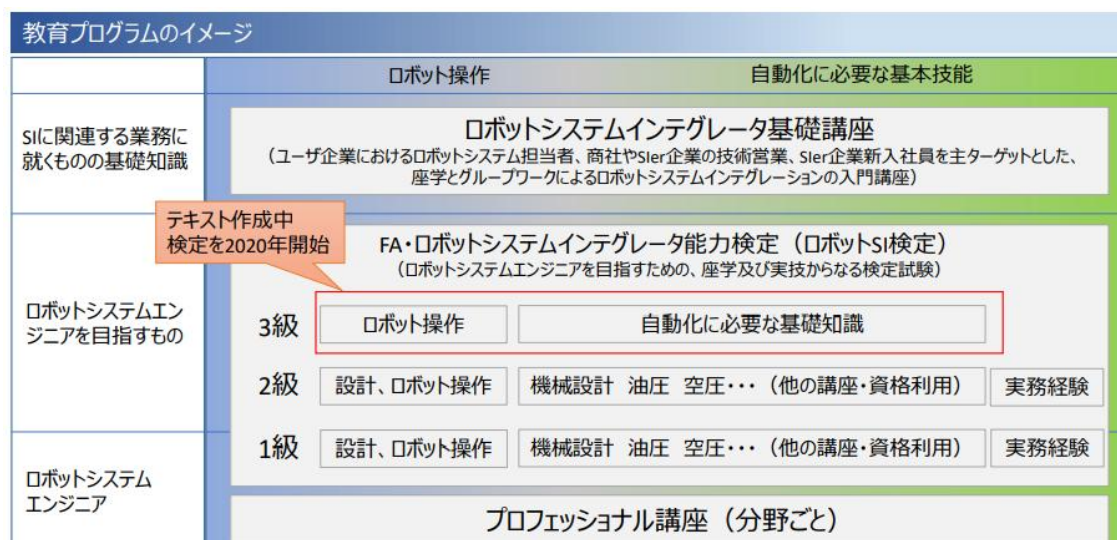 教育プログラムのイメージ
ロボット操作
自動化に必要な基本技能
SIに関連する業務に
就くものの基礎知識
ロボットシステムインテグレータ基礎講座
（ユーザ企業におけるロボットシステム担当者、商社やSIer企業の技術営業、SIer企業新入社員を主ターゲットとした、
座学とグループワークによるロボットシステムインテグレーションの入門講座）
テキスト作成中
検定を2020年開始
FA・ロボットシステムインテグレータ能力検定（ロボットSI検定）
（ロボットシステムエンジニアを目指すための、座学及び実技からなる検定試験）
ロボットシステムエン
ジニアを目指すもの
3級 ロボット操作 自動化に必要な基礎知識
2級 設計、ロボット操作 機械設計 油圧 空圧・・・（他の講座・資格利用） 実務経験
1級 設計、ロボット操作 機械設計 油圧 空圧・・・（他の講座・資格利用） 実務経験
ロボットシステム
エンジニア
プロフェッショナル講座（分野ごと）